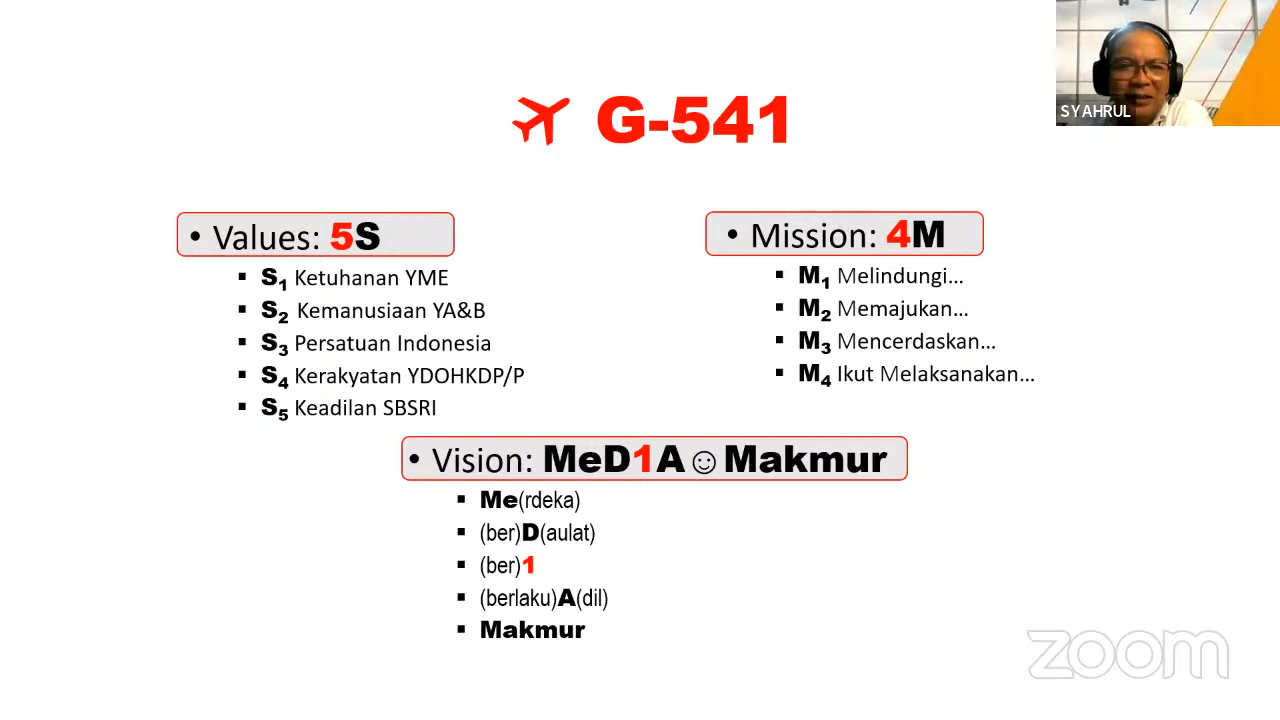 SYAHRUL
G-541
• Values: 5S
▪ S₁ Ketuhanan YME
▪ S₂ Kemanusiaan YA&B
▪ S₃ Persatuan Indonesia
▪ S₄ Kerakyatan YDOHKDP/P
▪ S₅ Keadilan SBSRI
• Mission: 4M
▪ M₁ Melindungi...
▪ M₂ Memajukan...
▪ M₃ Mencerdaskan...
▪ M₄ Ikut Melaksanakan...
• Vision: MeD1A☺Makmur
▪ Me(rdeka)
▪ (ber)D(aulat)
▪ (ber)1
▪ (berlaku)A(dil)
▪ Makmur
zoom